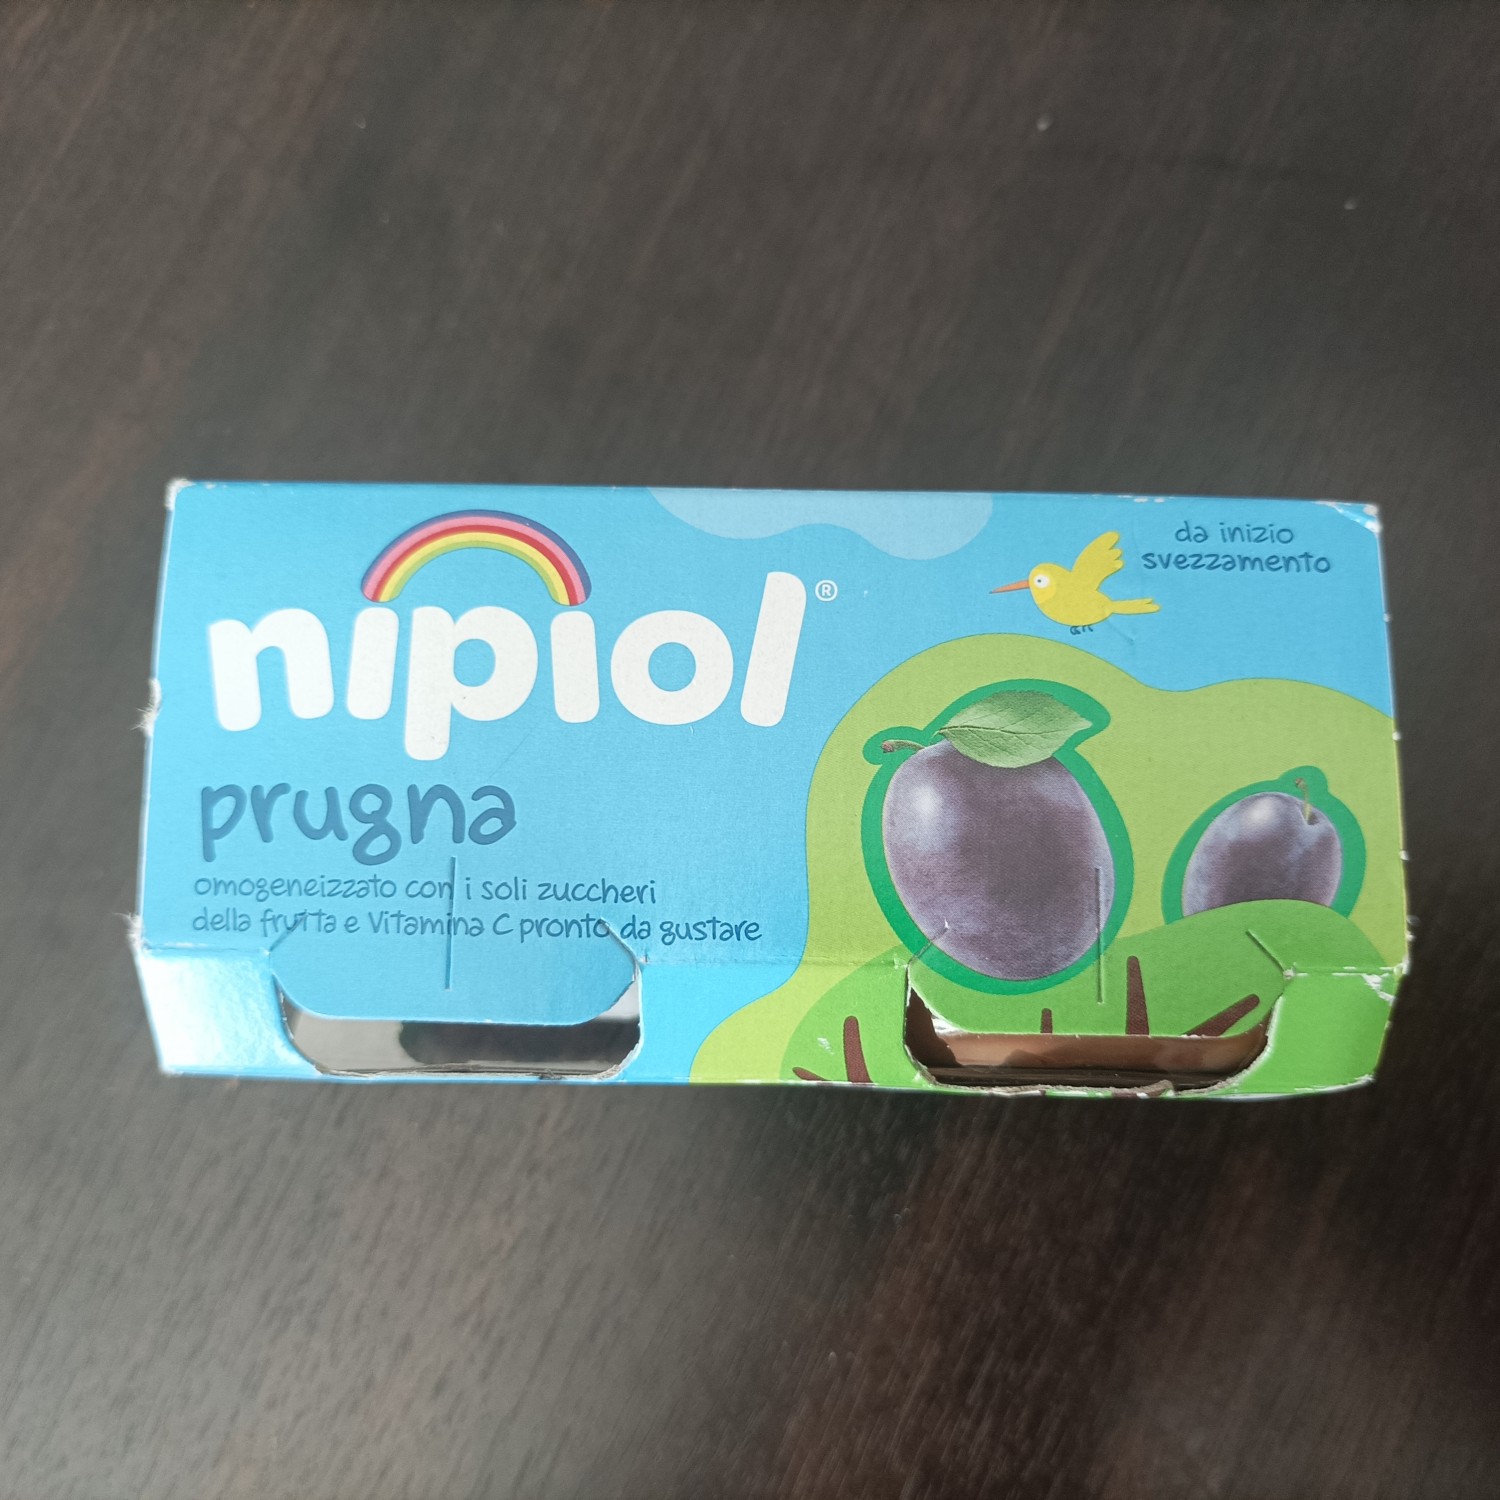 nipiol®
prugna
omogeneizzato con i soli zuccheri
della frutta e Vitamina C pronto da gustare
da inizio
svezzamento